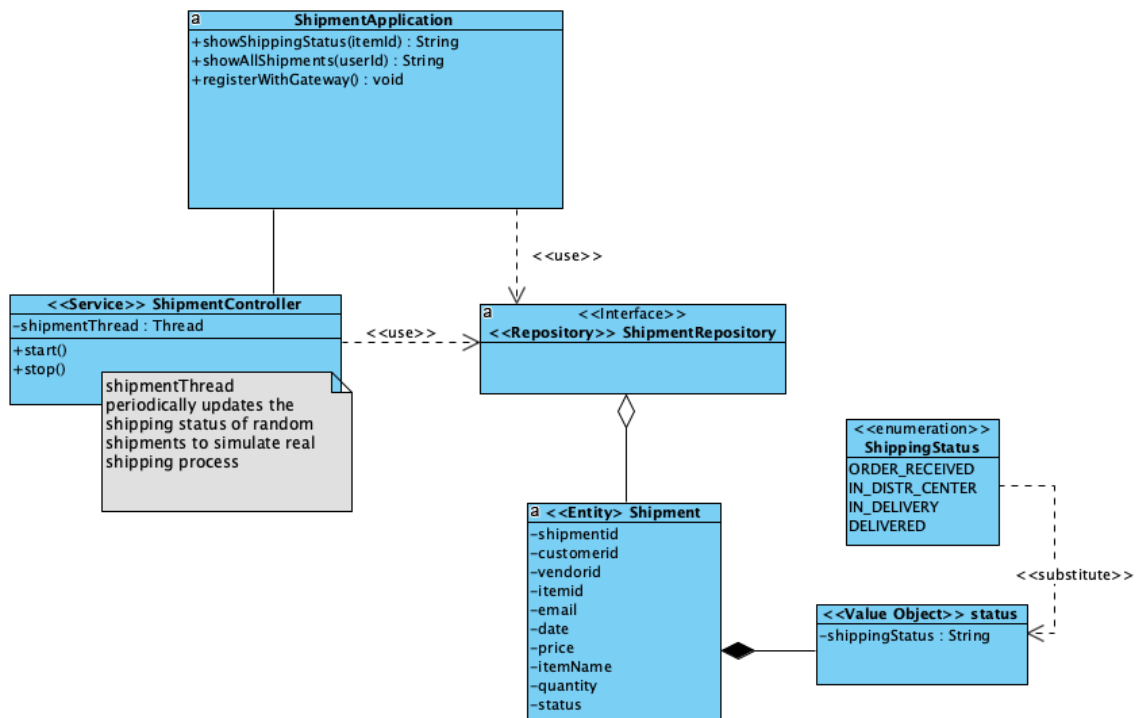 a
ShipmentApplication
+showShippingStatus(itemId) : String
+showAllShipments(userId) : String
+registerWithGateway() : void
<<use>>
<<Service>> ShipmentController
-shipmentThread : Thread
+start()
+stop()
shipmentThread
periodically updates the
shipping status of random
shipments to simulate real
shipping process
<<use>>
a
<<Interface>>
<<Repository>> ShipmentRepository
<<enumeration>>
ShippingStatus
ORDER_RECEIVED
IN_DISTR_CENTER
IN_DELIVERY
DELIVERED
<<substitute>>
a <<Entity> Shipment
-shipmentid
-customerid
-vendorid
-itemid
-email
-date
-price
-itemName
-quantity
-status
<<Value Object>> status
-shippingStatus : String